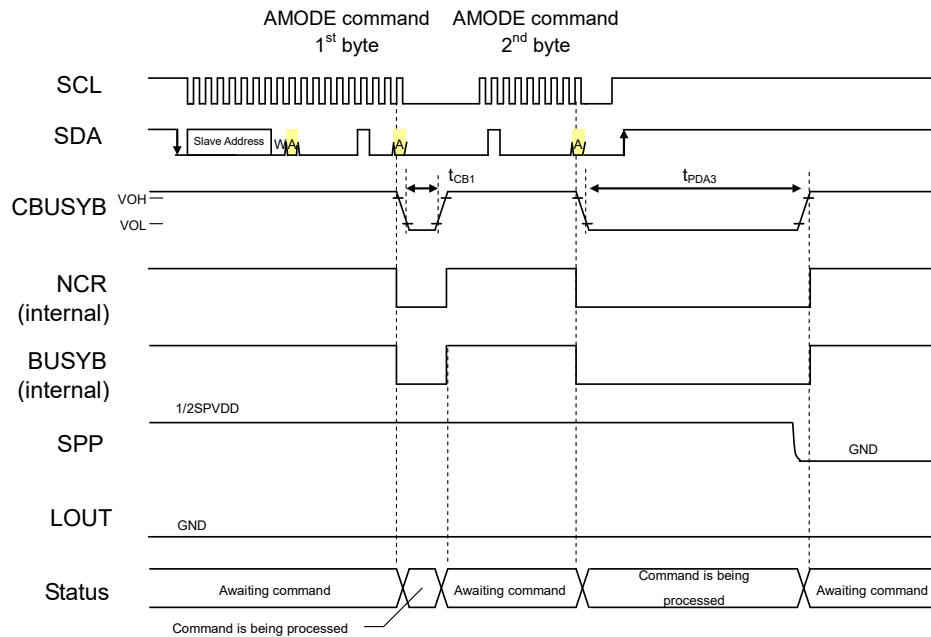 AMODE command
1st byte
AMODE command
2nd byte
SCL
SDA
Slave Address
W
A
A
A
CBUSYB
VOH
VOL
tCB1
tPDA3
NCR
(internal)
BUSYB
(internal)
1/2SPVDD
SPP
GND
LOUT
GND
Status
Awaiting command
Awaiting command
Command is being
processed
Awaiting command
Command is being processed